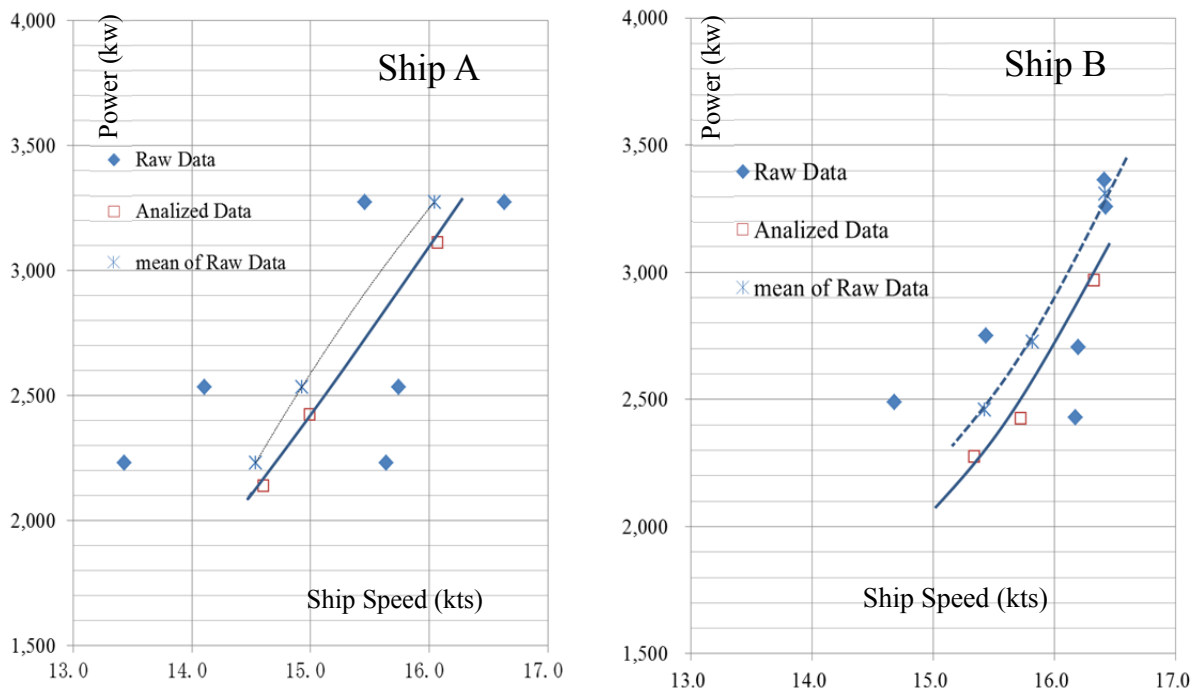 4,000
Power (kw)
Ship A
3,500
Raw Data
Analized Data
3,000
mean of Raw Data
2,500
2,000
Ship Speed (kts)
1,500
13.0 14.0 15.0 16.0 17.0
4,000
Power (kw)
Ship B
3,500
Raw Data
Analized Data
3,000
mean of Raw Data
2,500
2,000
Ship Speed (kts)
1,500
13.0 14.0 15.0 16.0 17.0